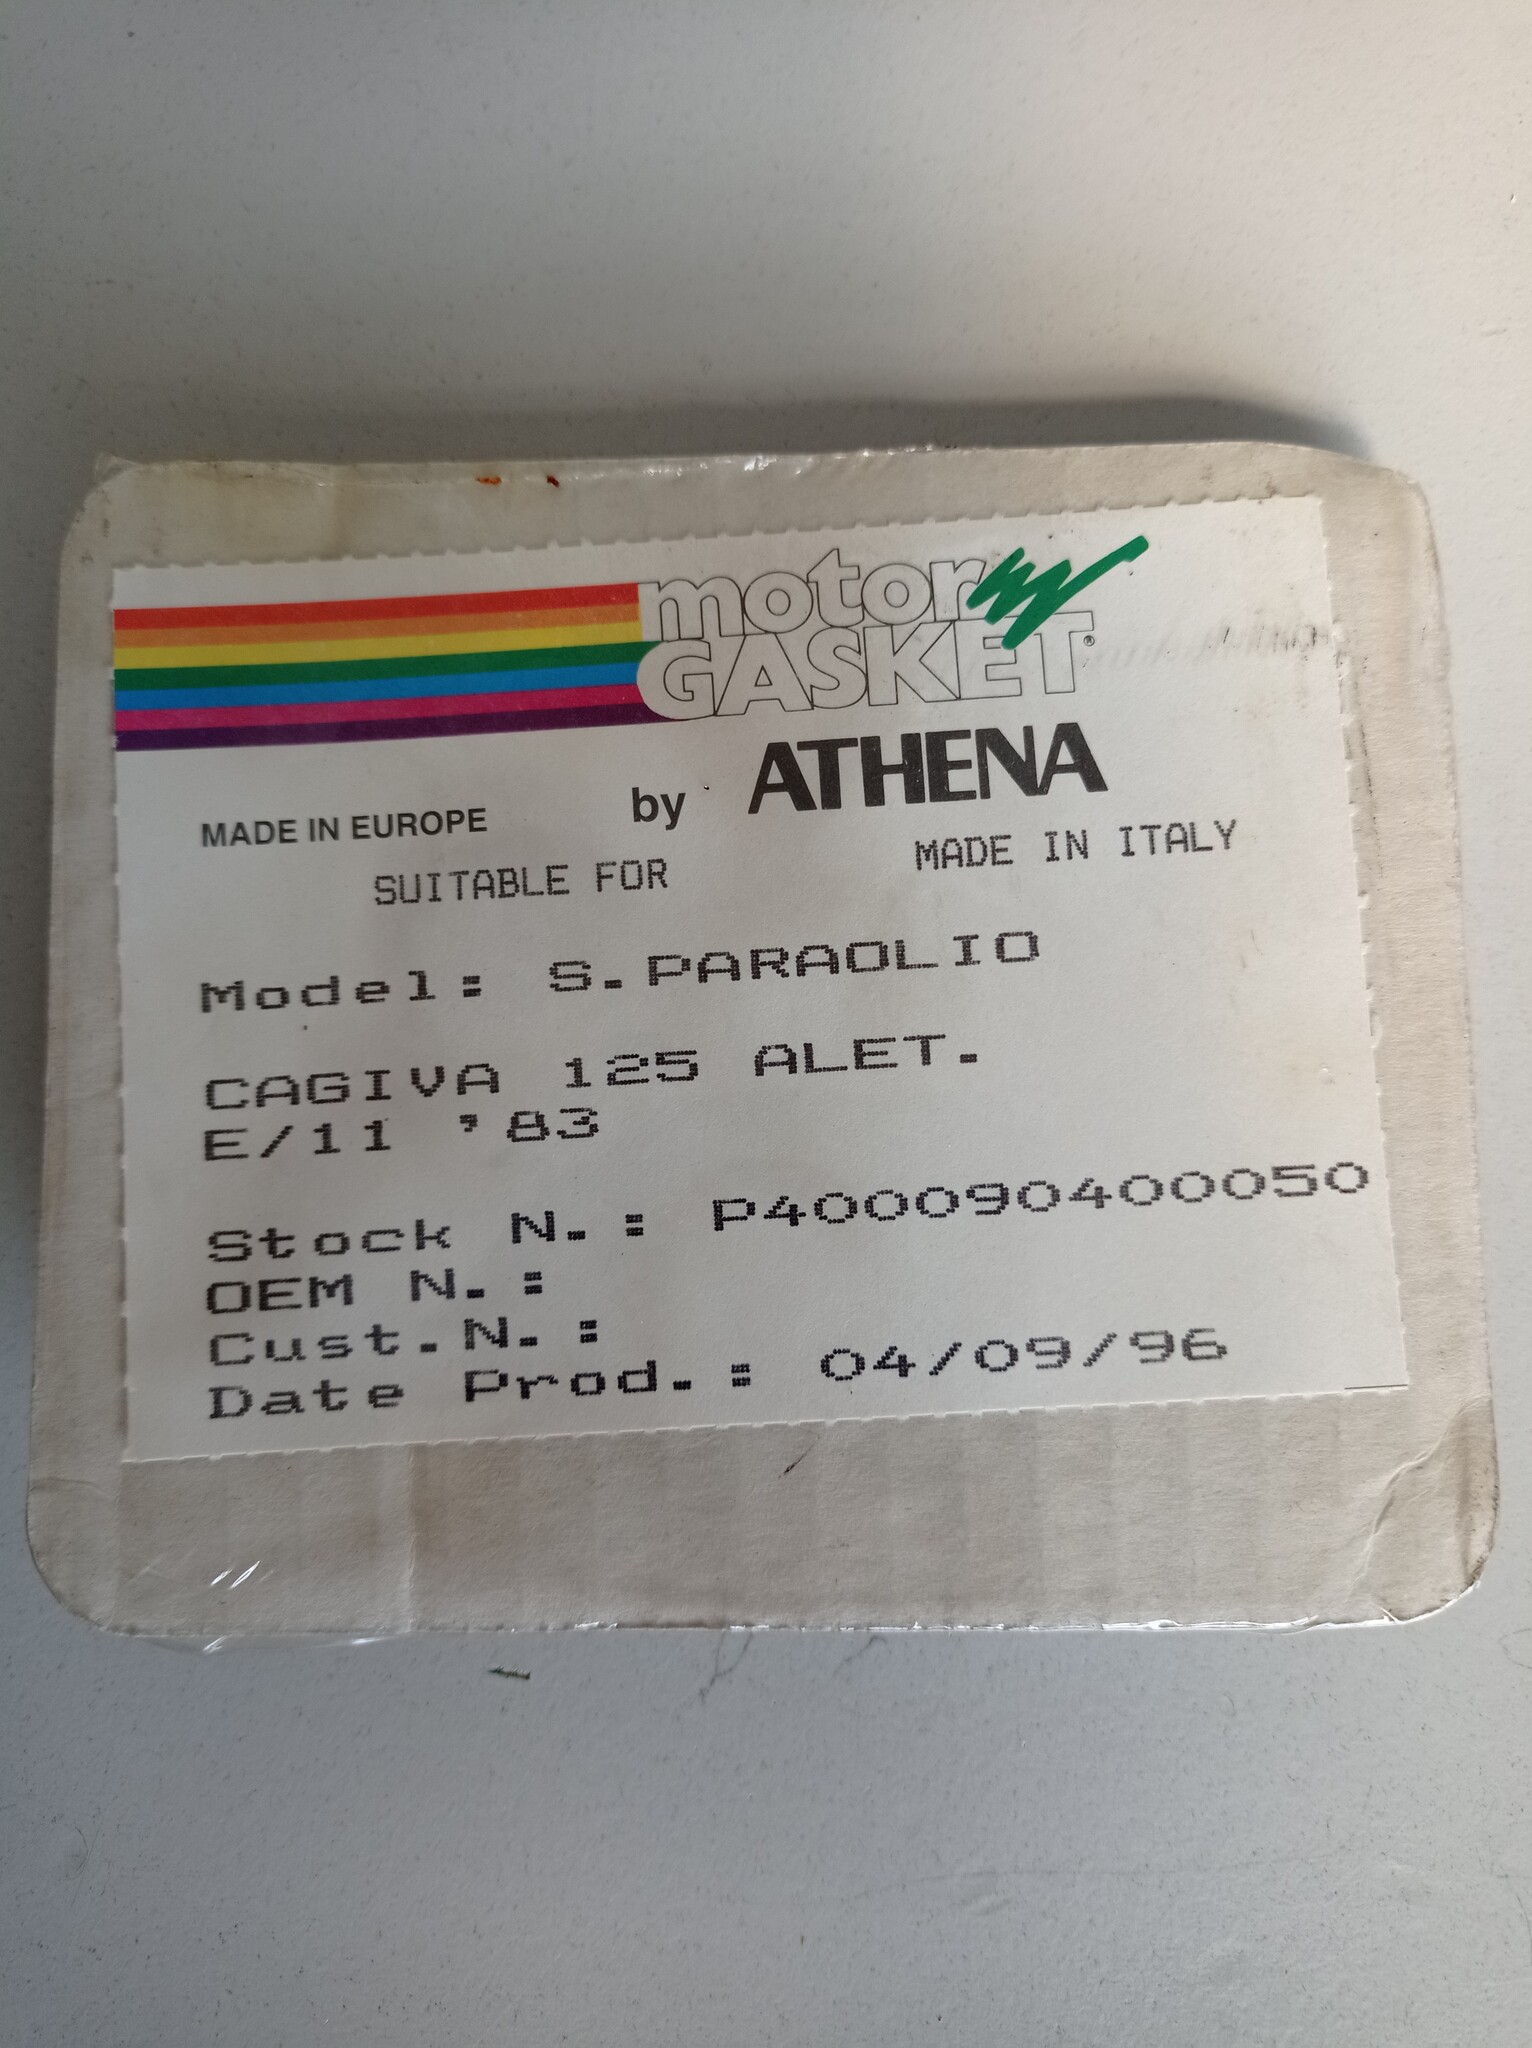 motor
GASKET®
by ATHENA
MADE IN EUROPE
MADE IN ITALY
SUITABLE FOR
Model: S.PARAOLIO
CAGIVA 125 ALET.
E/11 '83
Stock N.: P400090400050
OEM N.:
Cust.N.:
Date Prod.: 04/09/96